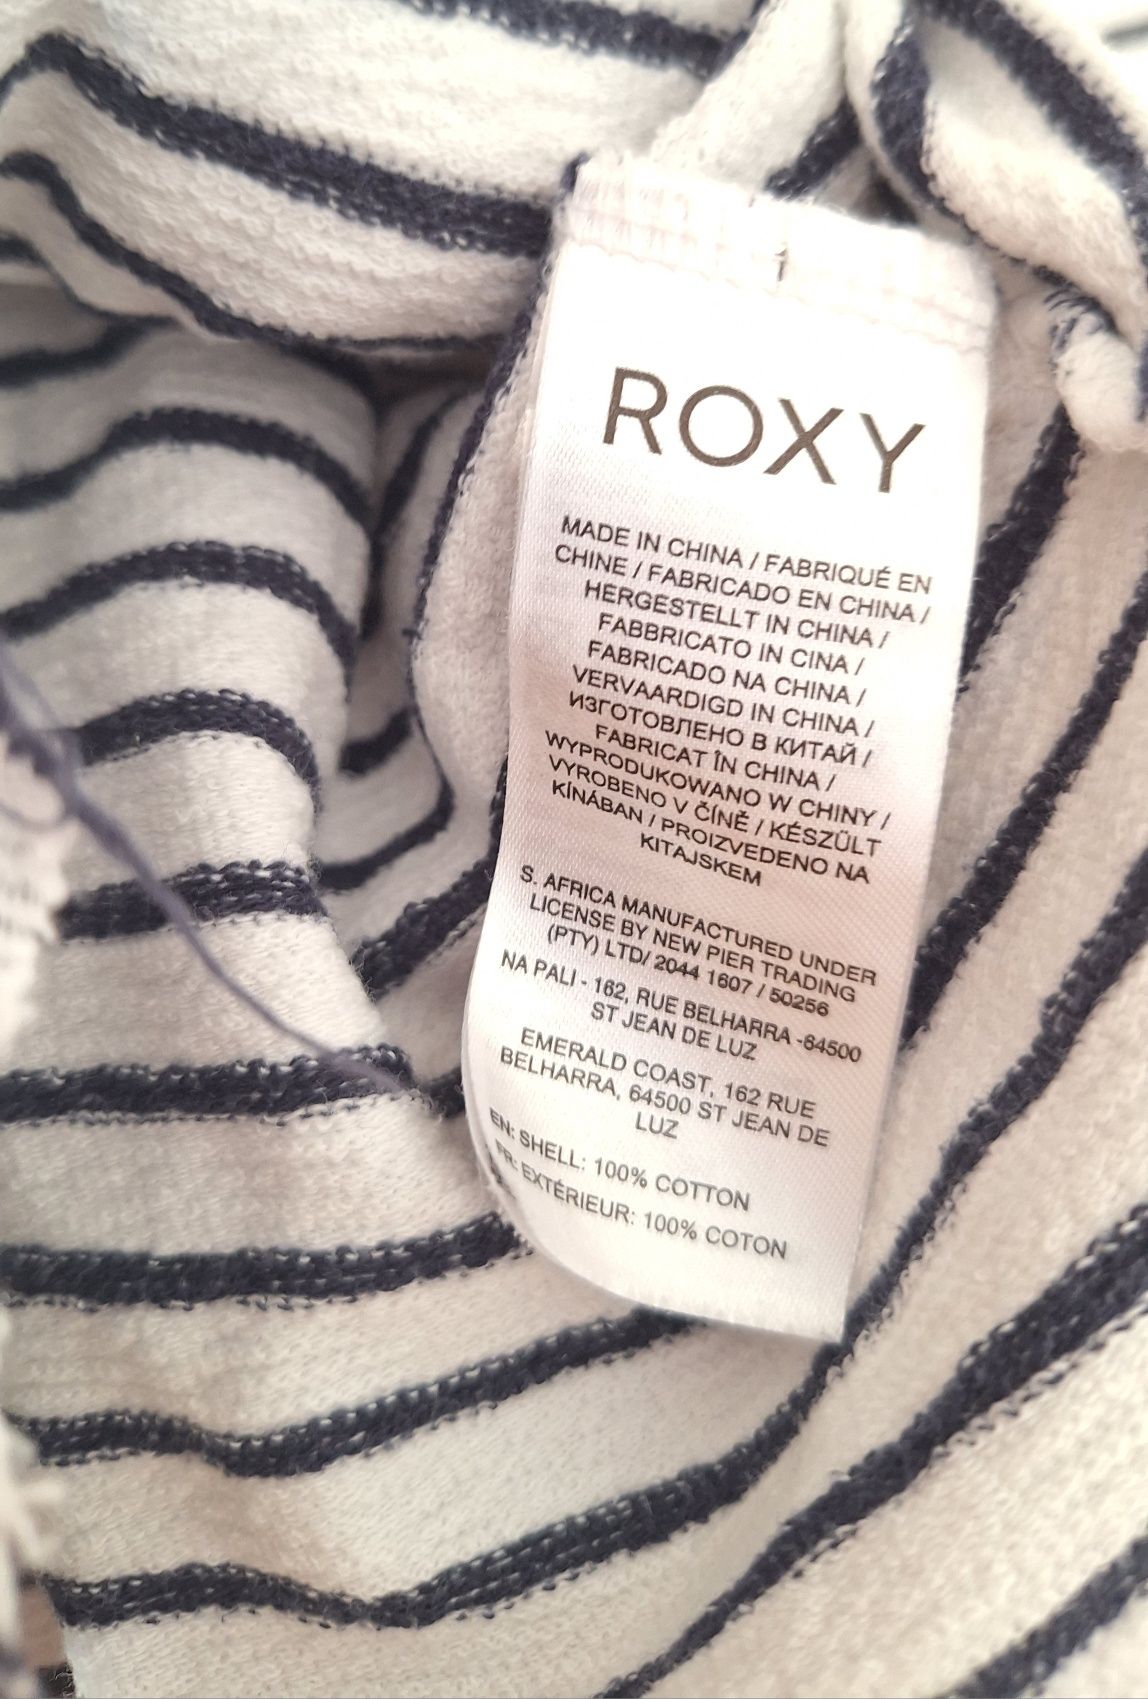 ROXY
MADE IN CHINA / FABRIQUÉ EN
CHINE / FABRICADO EN CHINA /
HERGESTELLT IN CHINA /
FABBRICATO IN CINA /
FABRICADO NA CHINA /
VERVAARDIGD IN CHINA /
ИЗГОТОВЛЕНО В КИТАЙ /
FABRICAT ÎN CHINA /
WYPRODUKOWANO W CHINY /
VYROBENO V ČÍNĚ / KÉSZÜLT
KÍNÁBAN / PROIZVEDENO NA
KITAJSKEM
S. AFRICA MANUFACTURED UNDER
LICENSE BY NEW PIER TRADING
(PTY) LTD/ 2044 1607 / 50256
NA PALI - 162, RUE BELHARRA -64500
ST JEAN DE LUZ
EMERALD COAST, 162 RUE
BELHARRA, 64500 ST JEAN DE
LUZ
EN: SHELL: 100% COTTON
FR: EXTÉRIEUR: 100% COTON